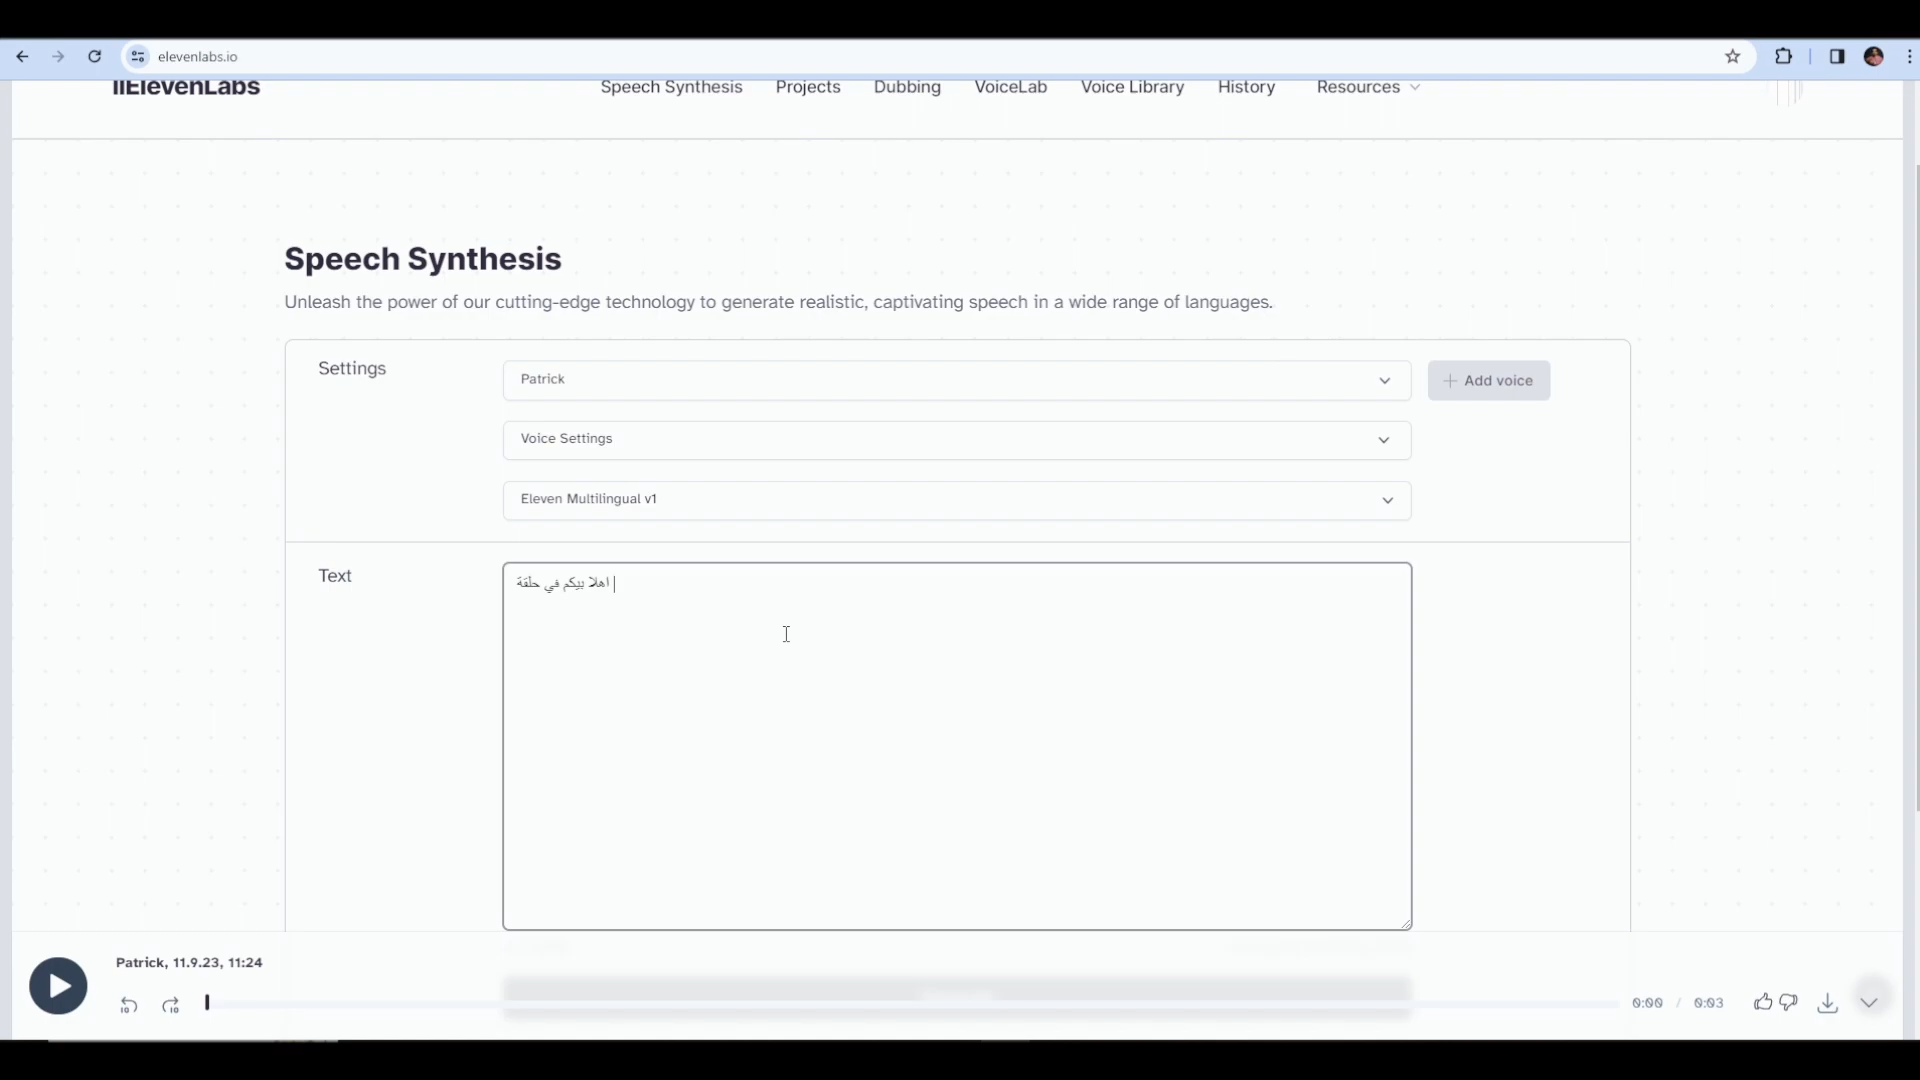 elevenlabs.io
IIElevenLabs
Speech Synthesis
Projects
Dubbing
VoiceLab
Voice Library
History
Resources
Speech Synthesis
Unleash the power of our cutting-edge technology to generate realistic, captivating speech in a wide range of languages.
Settings
Patrick
+ Add voice
Voice Settings
Eleven Multilingual v1
Text
اهلا بيكم في حلقة
Patrick, 11.9.23, 11:24
10
10
0:00 / 0:03